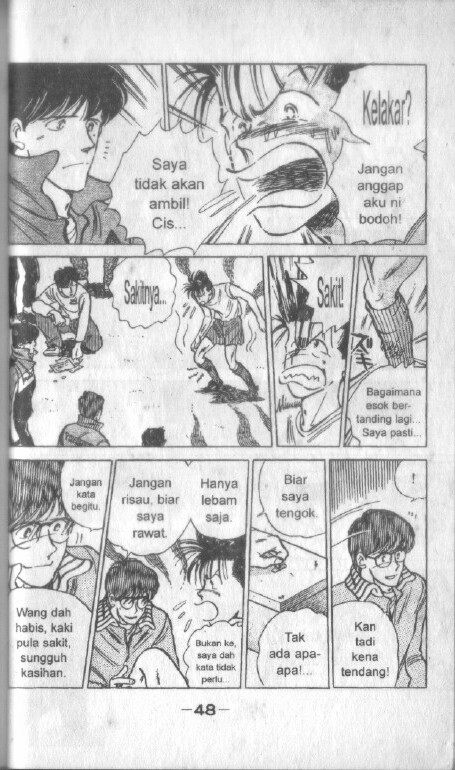 Kelakar?
Jangan
anggap
aku ni
bodoh!
Saya
tidak akan
ambil!
Cis...
Bagaimana
esok ber-
tanding lagi...
Saya pasti...
Sakit!
Sakitnya...
!
Kan
tadi
kena
tendang!
Biar
saya
tengok.
Tak
ada apa-
apa!...
Hanya
lebam
saja.
Jangan
risau, biar
saya
rawat.
Bukan ke,
saya dah
kata tidak
perlu...
Jangan
kata
begitu.
Wang dah
habis, kaki
pula sakit,
sungguh
kasihan.
—48—